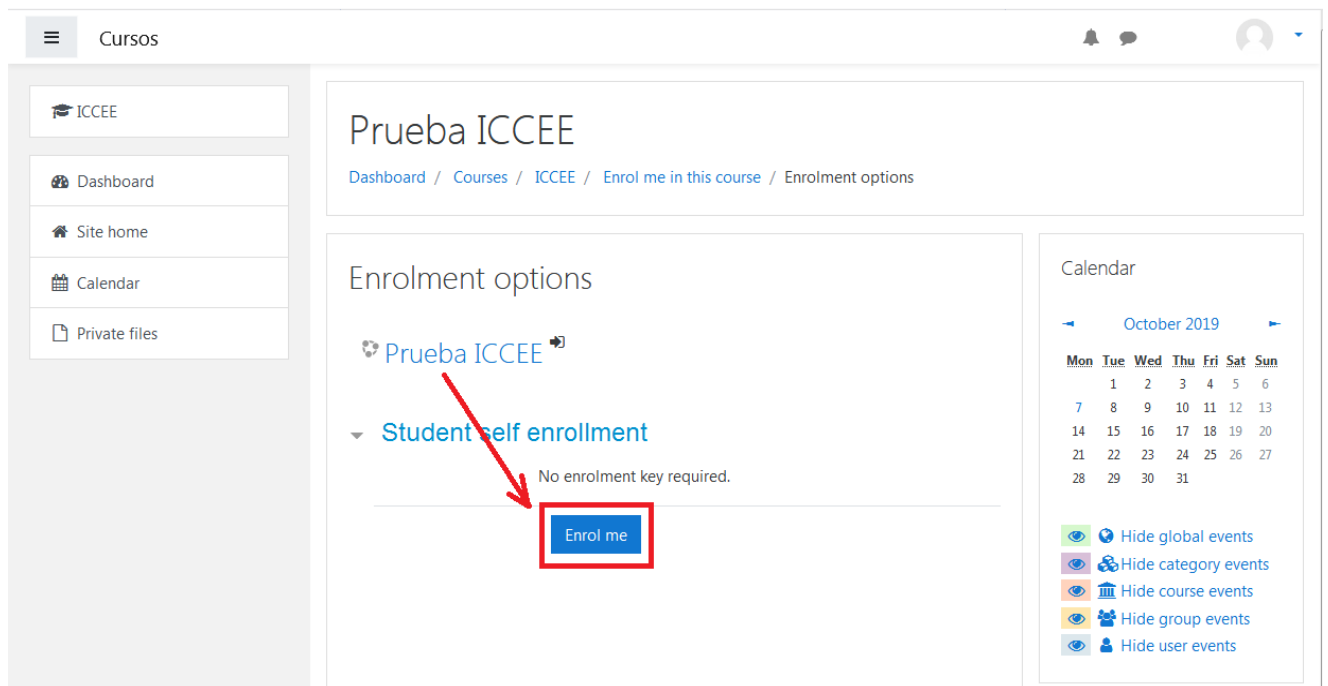 Cursos
ICCEE
Dashboard
Site home
Calendar
Private files
Prueba ICCEE
Dashboard / Courses / ICCEE / Enrol me in this course / Enrolment options
Enrolment options
Prueba ICCEE
Student self enrollment
No enrolment key required.
Enrol me
Calendar
October 2019
Mon Tue Wed Thu Fri Sat Sun
1 2 3 4 5 6
7 8 9 10 11 12 13
14 15 16 17 18 19 20
21 22 23 24 25 26 27
28 29 30 31
Hide global events
Hide category events
Hide course events
Hide group events
Hide user events